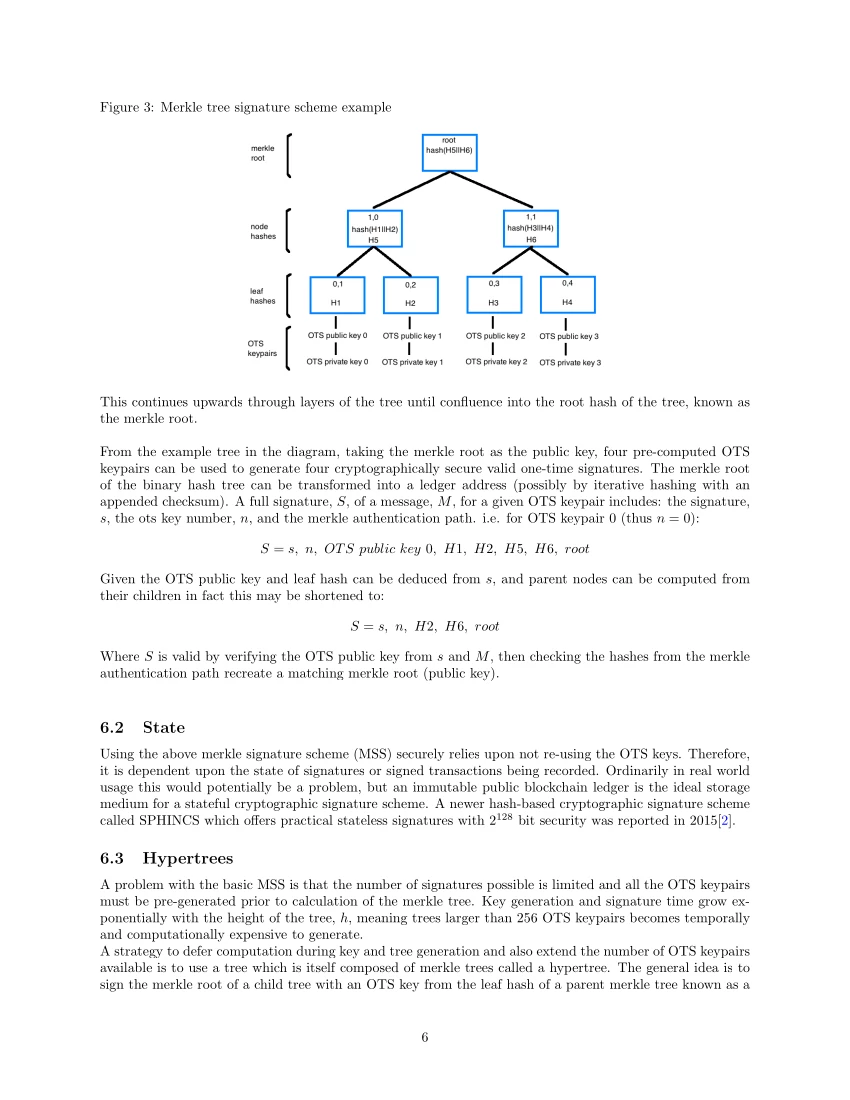 Figure 3: Merkle tree signature scheme example
merkle
root
root
hash(H5llH6)
node
hashes
1,0
hash(H1llH2)
H5
1,1
hash(H3llH4)
H6
leaf
hashes
0,1
H1
0,2
H2
0,3
H3
0,4
H4
OTS
keypairs
OTS public key 0
OTS public key 1
OTS public key 2
OTS public key 3
OTS private key 0
OTS private key 1
OTS private key 2
OTS private key 3
This continues upwards through layers of the tree until confluence into the root hash of the tree, known as
the merkle root.
From the example tree in the diagram, taking the merkle root as the public key, four pre-computed OTS
keypairs can be used to generate four cryptographically secure valid one-time signatures. The merkle root
of the binary hash tree can be transformed into a ledger address (possibly by iterative hashing with an
appended checksum). A full signature, S, of a message, M, for a given OTS keypair includes: the signature,
s, the ots key number, n, and the merkle authentication path. i.e. for OTS keypair 0 (thus n = 0):
S = s, n, OTS public key 0, H1, H2, H5, H6, root
Given the OTS public key and leaf hash can be deduced from s, and parent nodes can be computed from
their children in fact this may be shortened to:
S = s, n, H2, H6, root
Where S is valid by verifying the OTS public key from s and M, then checking the hashes from the merkle
authentication path recreate a matching merkle root (public key).
6.2 State
Using the above merkle signature scheme (MSS) securely relies upon not re-using the OTS keys. Therefore,
it is dependent upon the state of signatures or signed transactions being recorded. Ordinarily in real world
usage this would potentially be a problem, but an immutable public blockchain ledger is the ideal storage
medium for a stateful cryptographic signature scheme. A newer hash-based cryptographic signature scheme
called SPHINCS which offers practical stateless signatures with 2^128 bit security was reported in 2015[2].
6.3 Hypertrees
A problem with the basic MSS is that the number of signatures possible is limited and all the OTS keypairs
must be pre-generated prior to calculation of the merkle tree. Key generation and signature time grow ex-
ponentially with the height of the tree, h, meaning trees larger than 256 OTS keypairs becomes temporally
and computationally expensive to generate.
A strategy to defer computation during key and tree generation and also extend the number of OTS keypairs
available is to use a tree which is itself composed of merkle trees called a hypertree. The general idea is to
sign the merkle root of a child tree with an OTS key from the leaf hash of a parent merkle tree known as a
6